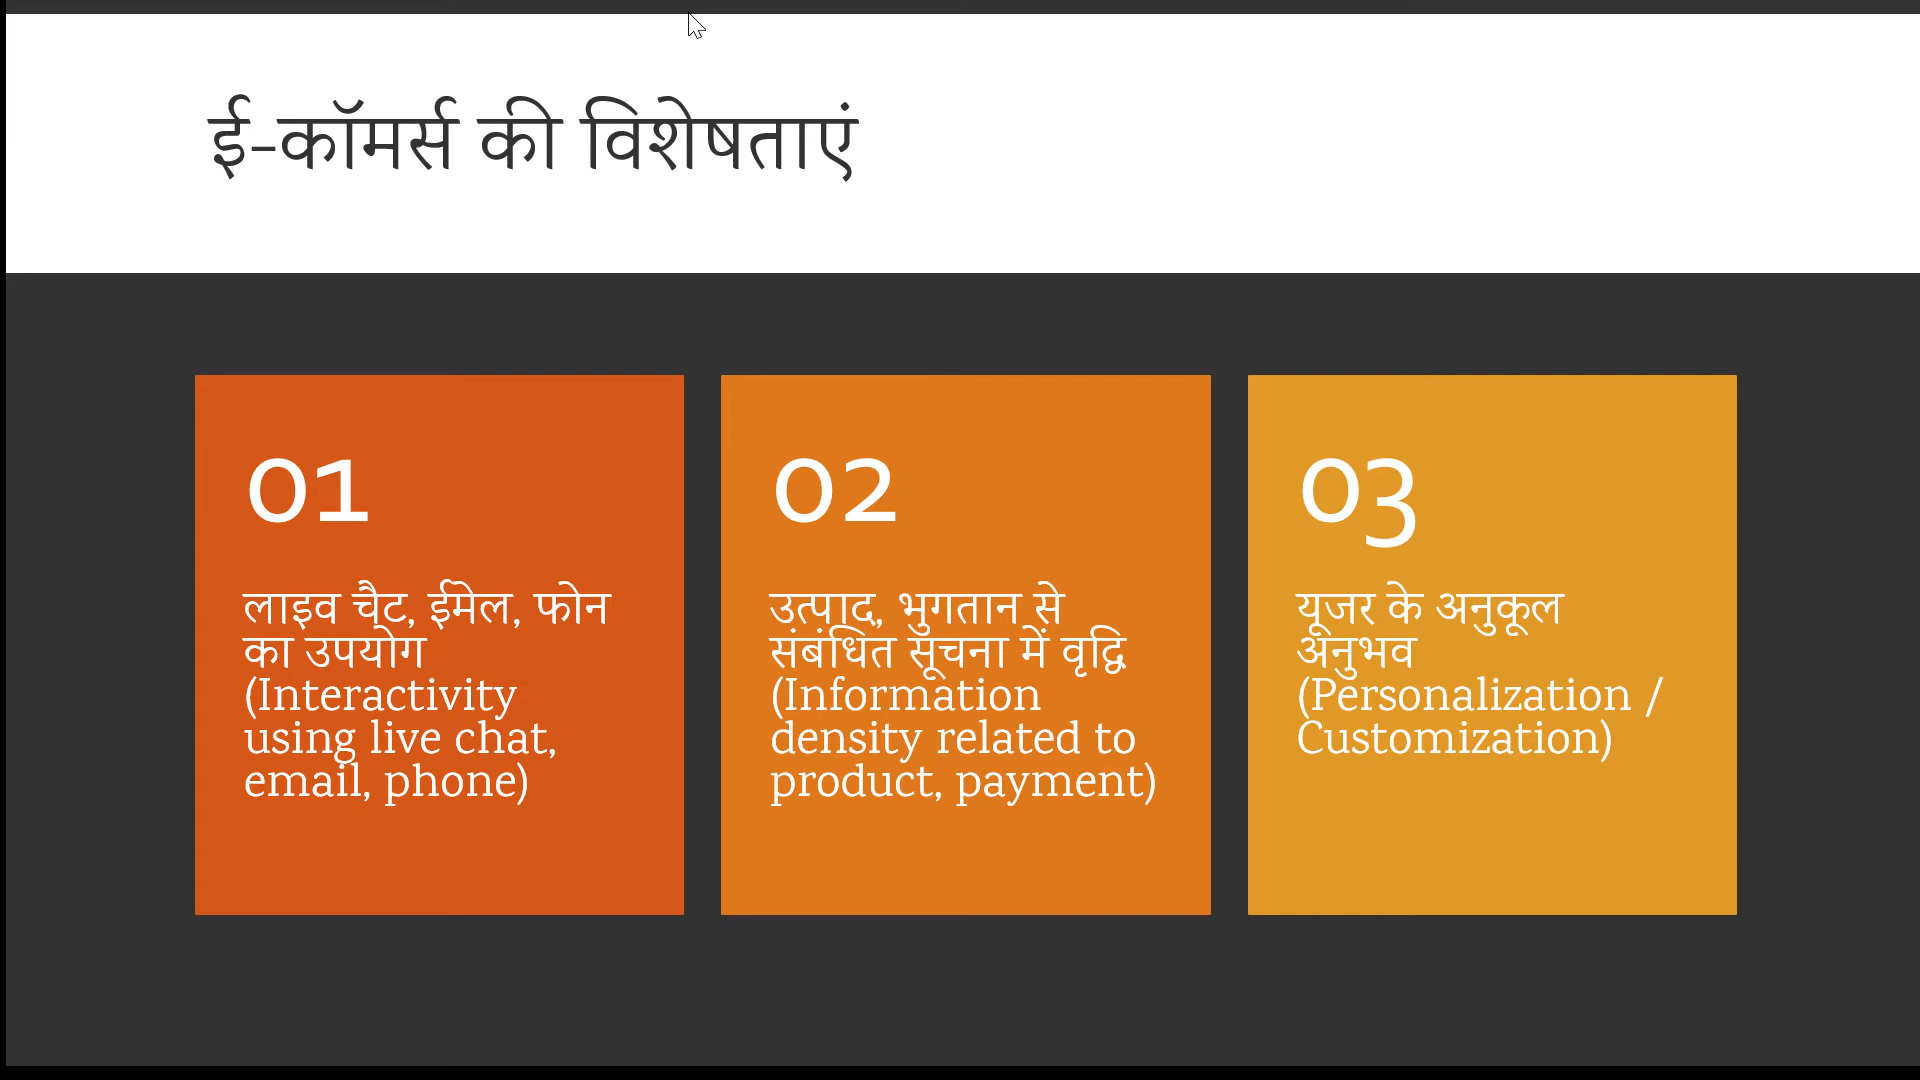 ई-कॉमर्स की विशेषताएं
01
लाइव चैट, ईमेल, फोन
का उपयोग
(Interactivity
using live chat,
email, phone)
02
उत्पाद, भुगतान से
संबंधित सूचना में वृद्धि
(Information
density related to
product, payment)
03
यूजर के अनुकूल
अनुभव
(Personalization /
Customization)